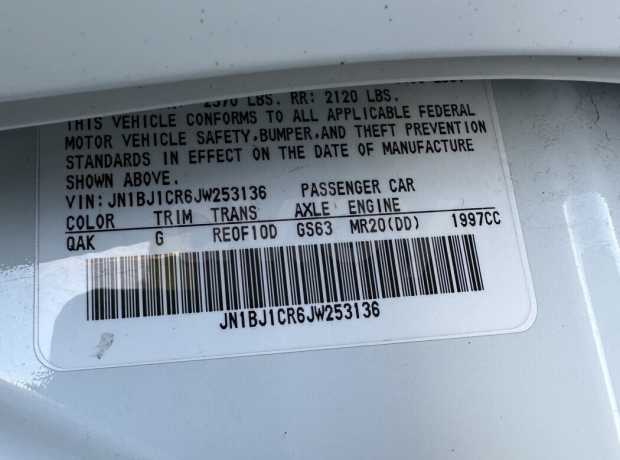 2370 LBS. RR: 2120 LBS.
THIS VEHICLE CONFORMS TO ALL APPLICABLE FEDERAL
MOTOR VEHICLE SAFETY,BUMPER,AND THEFT PREVENTION
STANDARDS IN EFFECT ON THE DATE OF MANUFACTURE
SHOWN ABOVE.
VIN:JN1BJ1CR6JW253136 PASSENGER CAR
COLOR TRIM TRANS AXLE ENGINE
QAK G RE0F10D GS63 MR20(DD) 1997CC
JN1BJ1CR6JW253136